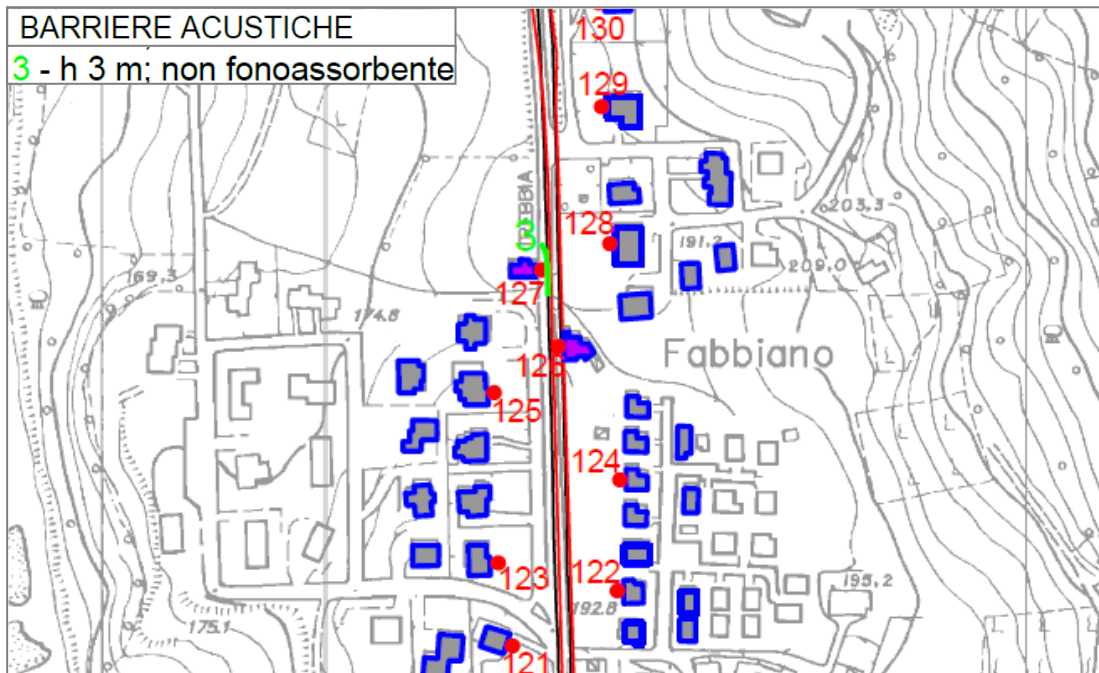 BARRIERE ACUSTICHE
3 - h 3 m; non fonoassorbente
130
129
128
203.3
191.2
3
209.0
169.3
127
174.8
126
Fabbiano
125
124
123
122
192.8
195.2
175.1
121
L
L
L
L
L